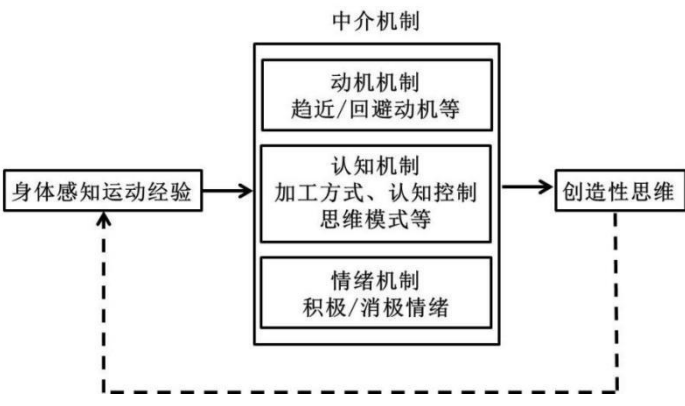 中介机制
动机机制
趋近/回避动机等
身体感知运动经验
认知机制
加工方式、认知控制
思维模式等
创造性思维
情绪机制
积极/消极情绪